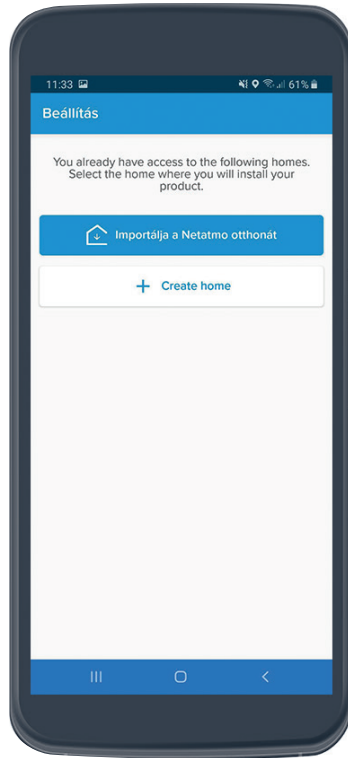 11:33 61%
Beállítás
You already have access to the following homes.
Select the home where you will install your
product.
Importálja a Netatmo otthonát
+ Create home